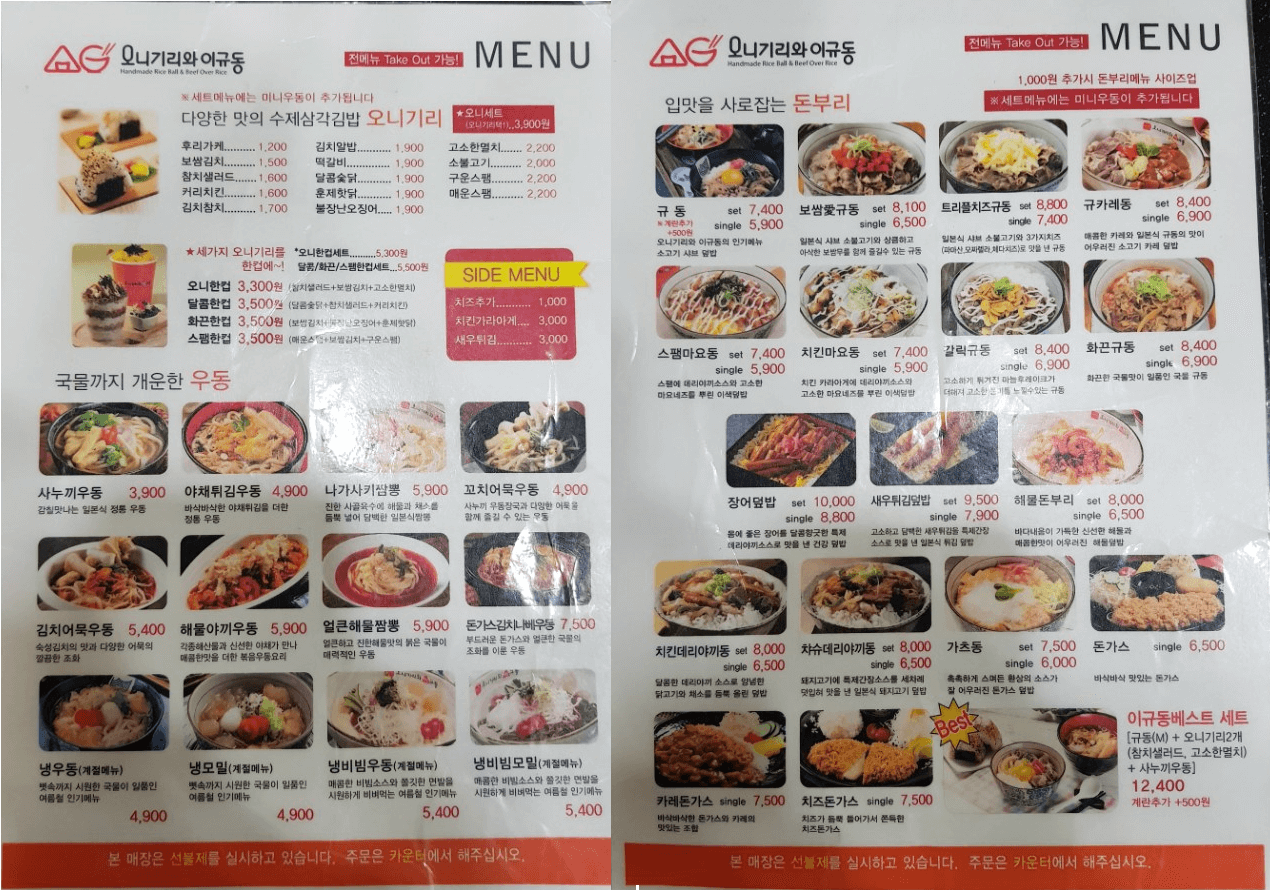 오니기리와 이규동
Handmade Rice Ball & Beef Over Rice
전메뉴 Take Out 가능!
MENU
※ 세트메뉴에는 미니우동이 추가됩니다
다양한 맛의 수제삼각김밥 오니기리
★오니세트
(오니기리택1)..3,900원
후리가케.......... 1,200
보쌈김치.......... 1,500
참치샐러드....... 1,600
커리치킨.......... 1,600
김치참치.......... 1,700
김치알밥........... 1,900
떡갈비............. 1,900
달콤숯닭........... 1,900
훈제핫닭........... 1,900
불장난오징어..... 1,900
고소한멸치....... 2,200
소불고기.......... 2,000
구운스팸.......... 2,200
매운스팸.......... 2,200
★세가지 오니기리를
한컵에~!
*오니한컵세트..........5,300원
달콤/화끈/스팸한컵세트...5,500원
오니한컵 3,300원 (참치샐러드+보쌈김치+고소한멸치)
달콤한컵 3,500원 (달콤숯닭+참치샐러드+커리치킨)
화끈한컵 3,500원 (보쌈김치+불장난오징어+훈제핫닭)
스팸한컵 3,500원 (매운스팸+보쌈김치+구운스팸)
SIDE MENU
치즈추가........... 1,000
치킨가라아게.... 3,000
새우튀김........... 3,000
국물까지 개운한 우동
사누끼우동 3,900
감칠맛나는 일본식 정통 우동
야채튀김우동 4,900
바삭바삭한 야채튀김을 더한
정통 우동
나가사키짬뽕 5,900
진한 사골육수에 해물과 채소를
듬뿍 넣어 담백한 일본식짬뽕
꼬치어묵우동 4,900
사누끼 우동장국과 다양한 어묵을
함께 즐길 수 있는 우동
김치어묵우동 5,400
숙성김치의 맛과 다양한 어묵의
깔끔한 조화
해물야끼우동 5,900
각종해산물과 신선한 야채가 만나
매콤한맛을 더한 볶음우동요리
얼큰해물짬뽕 5,900
얼큰하고 진한해물맛의 붉은 국물이
매력적인 우동
돈가스김치나베우동 7,500
부드러운 돈가스와 얼큰한 국물의
조화를 이룬 우동
냉우동(계절메뉴)
뼛속까지 시원한 국물이 일품인
여름철 인기메뉴
4,900
냉모밀(계절메뉴)
뼛속까지 시원한 국물이 일품인
여름철 인기메뉴
4,900
냉비빔우동(계절메뉴)
매콤한 비빔소스와 쫄깃한 면발을
시원하게 비벼먹는 여름철 인기메뉴
5,400
냉비빔모밀(계절메뉴)
매콤한 비빔소스와 쫄깃한 면발을
시원하게 비벼먹는 여름철 인기메뉴
5,400
본 매장은 선불제를 실시하고 있습니다. 주문은 카운터에서 해주십시오.
오니기리와 이규동
Handmade Rice Ball & Beef Over Rice
전메뉴 Take Out 가능!
MENU
1,000원 추가시 돈부리메뉴 사이즈업
입맛을 사로잡는 돈부리
※ 세트메뉴에는 미니우동이 추가됩니다
규 동 set 7,400
※계란추가
+500원
single 5,900
오니기리와 이규동의 인기메뉴
소고기 샤브 덮밥
보쌈愛규동 set 8,100
single 6,500
일본식 샤브 소불고기와 상큼하고
아삭한 보쌈무를 함께 즐길수 있는 규동
트리플치즈규동 set 8,800
single 7,400
일본식 샤브 소불고기와 3가지치즈
(파마산,모짜렐라,체다치즈)로 맛을 낸 규동
규카레동 set 8,400
single 6,900
매콤한 카레와 일본식 규동의 맛이
어우러진 소고기 카레 덮밥
스팸마요동 set 7,400
single 5,900
스팸에 데리야끼소스와 고소한
마요네즈를 뿌린 이색덮밥
치킨마요동 set 7,400
single 5,900
치킨 카라아게에 데리야끼소스와
고소한 마요네즈를 뿌린 이색덮밥
갈릭규동 set 8,400
single 6,900
고소하게 튀겨진 마늘후레이크가
더해져 고소한 풍미를 느낄수있는 규동
화끈규동 set 8,400
single 6,900
화끈한 국물맛이 일품인 국물 규동
장어덮밥 set 10,000
single 8,800
몸에 좋은 장어를 달콤향긋한 특제
데리야끼소스로 맛을 낸 건강 덮밥
새우튀김덮밥 set 9,500
single 7,900
고소하고 담백한 새우튀김을 특제간장
소스로 맛을 낸 일본식 튀김 덮밥
해물돈부리 set 8,000
single 6,500
바다내음이 가득한 신선한 해물과
매콤한맛이 어우러진 해물덮밥
치킨데리야끼동 set 8,000
single 6,500
달콤한 데리야끼 소스로 양념한
닭고기와 채소를 듬뿍 올린 덮밥
챠슈데리야끼동 set 8,000
single 6,500
돼지고기에 특제간장소스를 세차례
덧입혀 맛을 낸 일본식 돼지고기 덮밥
가츠동 set 7,500
single 6,000
촉촉하게 스며든 환상의 소스가
잘 어우러진 돈가스 덮밥
돈가스 single 6,500
바삭바삭 맛있는 돈가스
카레돈가스 single 7,500
바삭바삭한 돈가스와 카레의
맛있는 조합
치즈돈가스 single 7,500
치즈가 듬뿍 들어가서 쫀득한
치즈돈가스
Best
이규동베스트 세트
[규동(M) + 오니기리2개
(참치샐러드, 고소한멸치)
+ 사누끼우동]
12,400
계란추가 +500원
본 매장은 선불제를 실시하고 있습니다. 주문은 카운터에서 해주십시오.